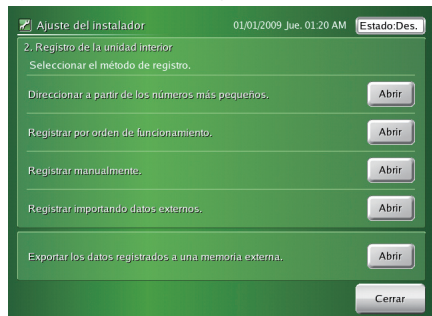 Ajuste del instalador
01/01/2009 Jue. 01:20 AM
Estado:Des.
2. Registro de la unidad interior
Seleccionar el método de registro.
Direccionar a partir de los números más pequeños.
Abrir
Registrar por orden de funcionamiento.
Abrir
Registrar manualmente.
Abrir
Registrar importando datos externos.
Abrir
Exportar los datos registrados a una memoria externa.
Abrir
Cerrar